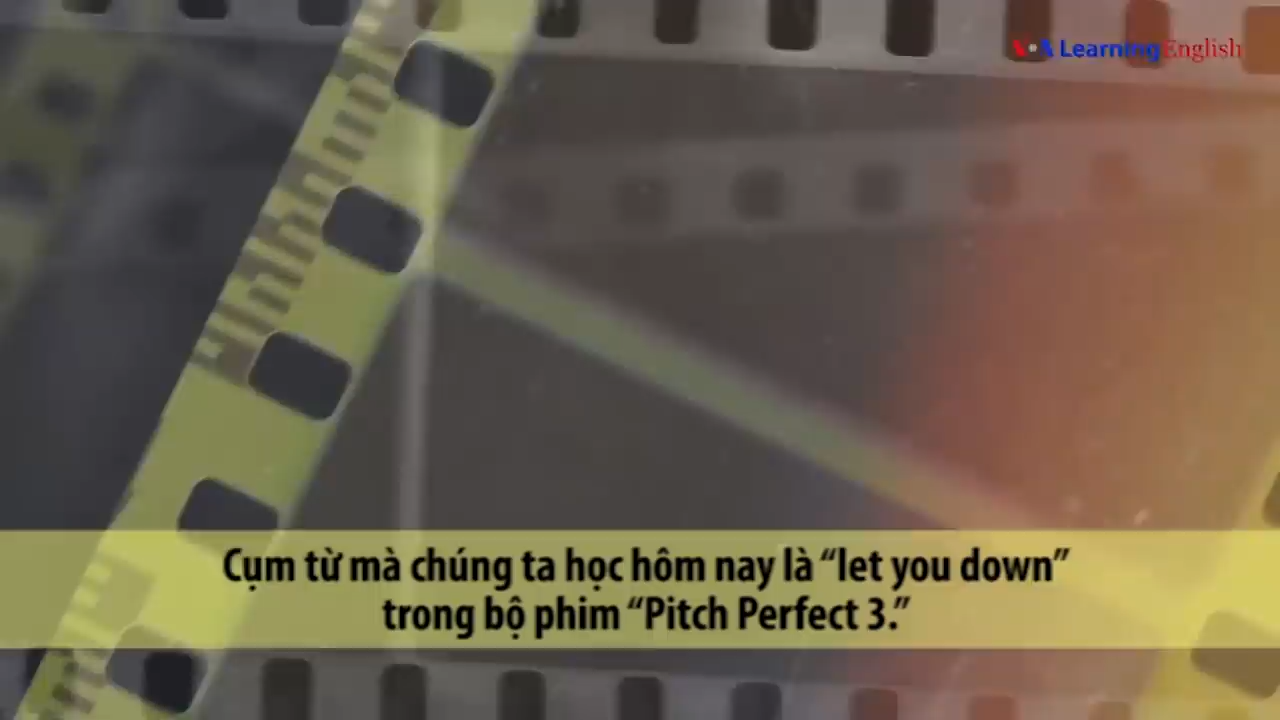 VOA Learning English
Cụm từ mà chúng ta học hôm nay là “let you down”
trong bộ phim “Pitch Perfect 3.”